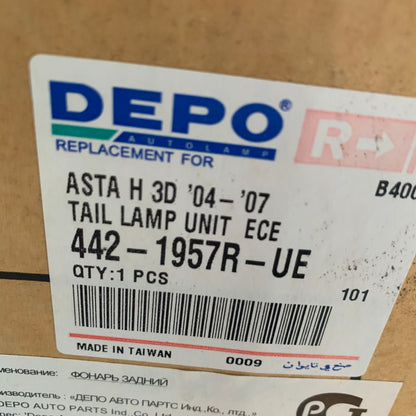 DEPO®
AUTOLAMP
REPLACEMENT FOR
R→
B400
ASTA H 3D '04-'07
TAIL LAMP UNIT ECE
442-1957R-UE
QTY:1 PCS
101
MADE IN TAIWAN
0009
صنع في تايوان
ФОНАРЬ ЗАДНИЙ
«ДЕПО АВТО ПАРТС Инд.,Ко., лтд.,»
DEPO AUTO PARTS Ind.,Co.,